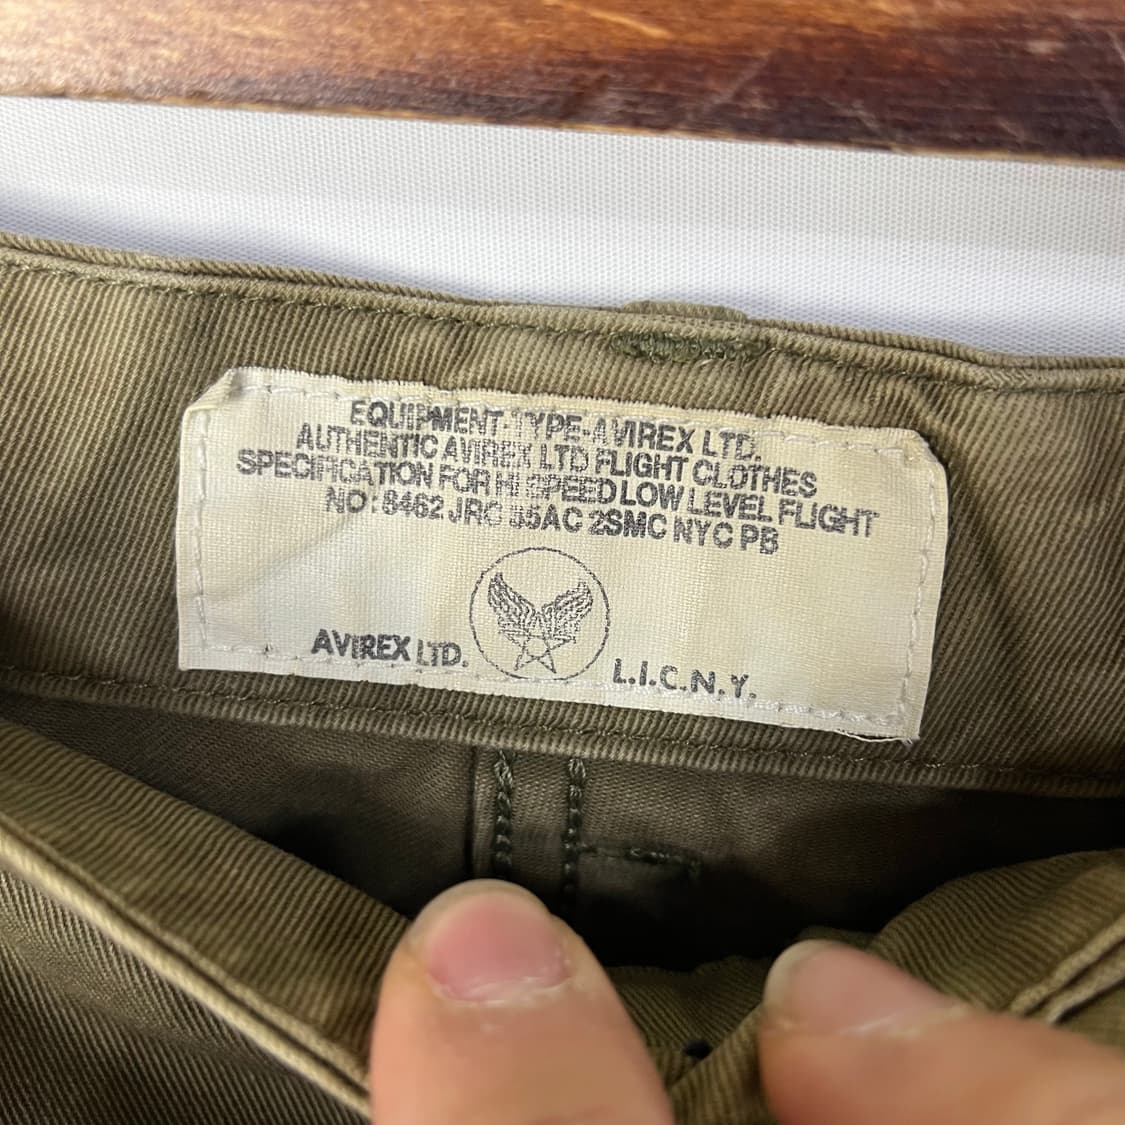 EQUIPMENT-TYPE-AVIREX LTD.
AUTHENTIC AVIREX LTD FLIGHT CLOTHES
SPECIFICATION FOR HI SPEED LOW LEVEL FLIGHT
NO: 8462 JRC 55AC 2SMC NYC PB
AVIREX LTD.
L.I.C.N.Y.